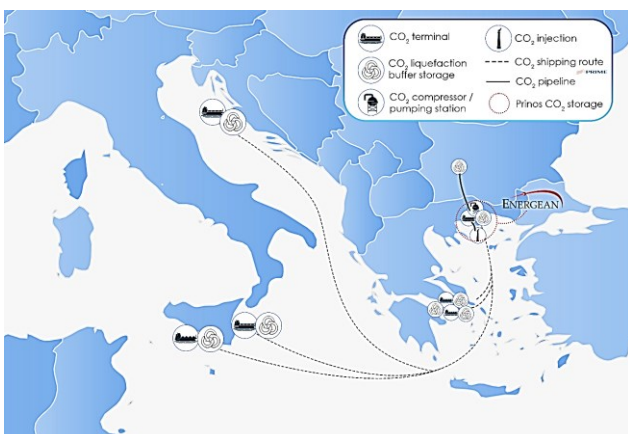 CO₂ terminal
CO₂ injection
CO₂ liquefaction
buffer storage
CO₂ shipping route
CO₂ pipeline
CO₂ compressor /
pumping station
Prinos CO₂ storage
ENERGEAN